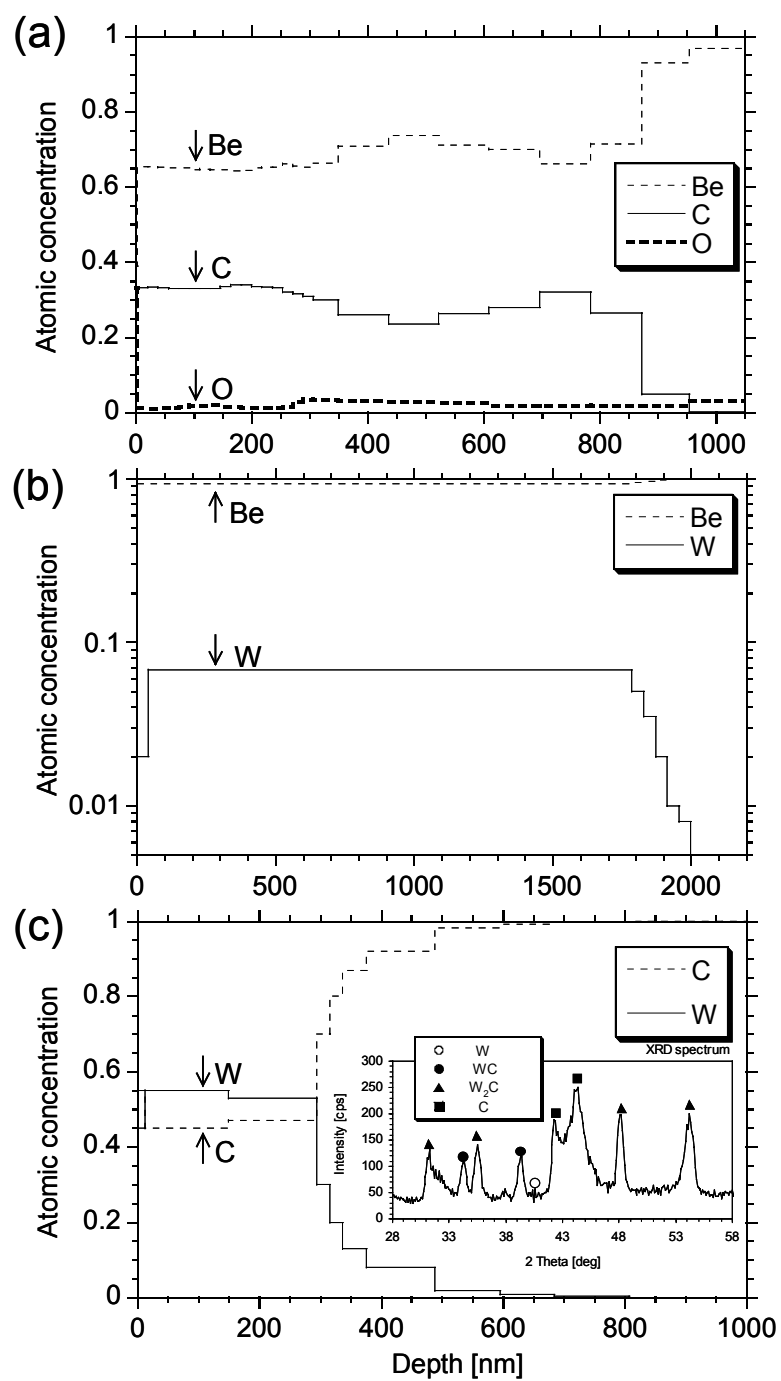 (a)
1
0.8
0.6
0.4
0.2
0
Atomic concentration
Be
C
O
Be
C
O
0 200 400 600 800 1000
(b)
1
0.1
0.01
Atomic concentration
Be
W
Be
W
0 500 1000 1500 2000
(c)
1
0.8
0.6
0.4
0.2
0
Atomic concentration
W
C
C
W
XRD spectrum
W
WC
W2C
C
300
250
200
150
100
50
0
Intensity [cps]
28 33 38 43 48 53 58
2 Theta [deg]
0 200 400 600 800 1000
Depth [nm]